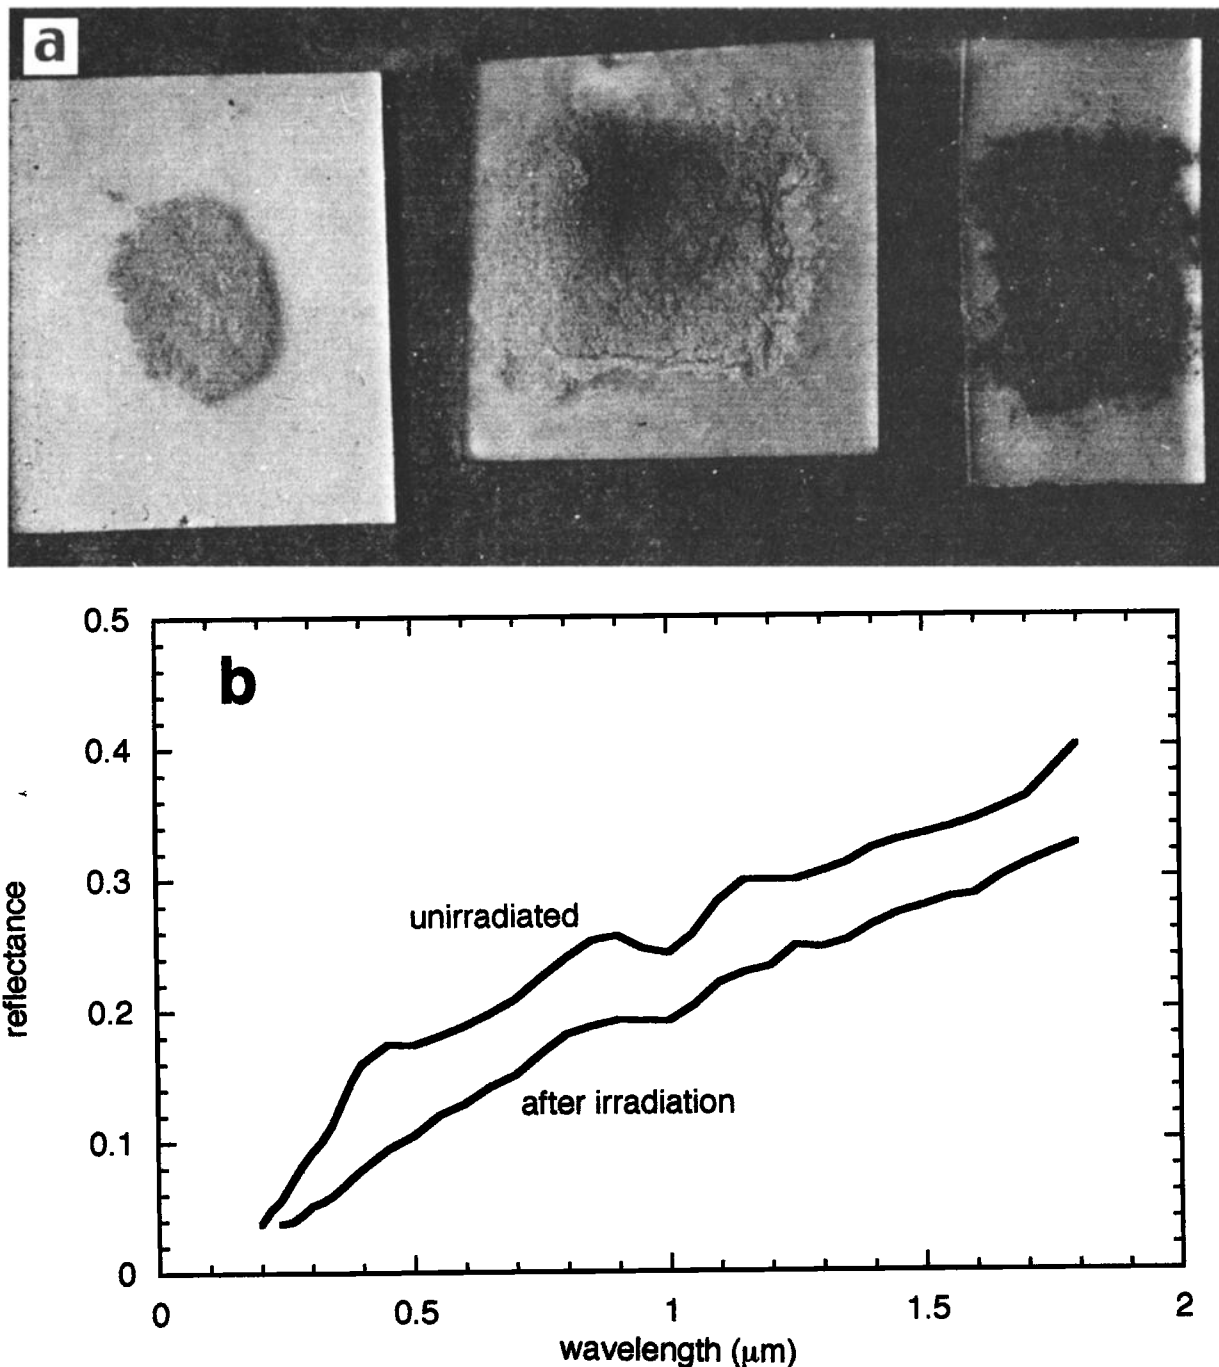 a
b
0.5
0.4
0.3
0.2
0.1
0
reflectance
unirradiated
after irradiation
0 0.5 1 1.5 2
wavelength (μm)